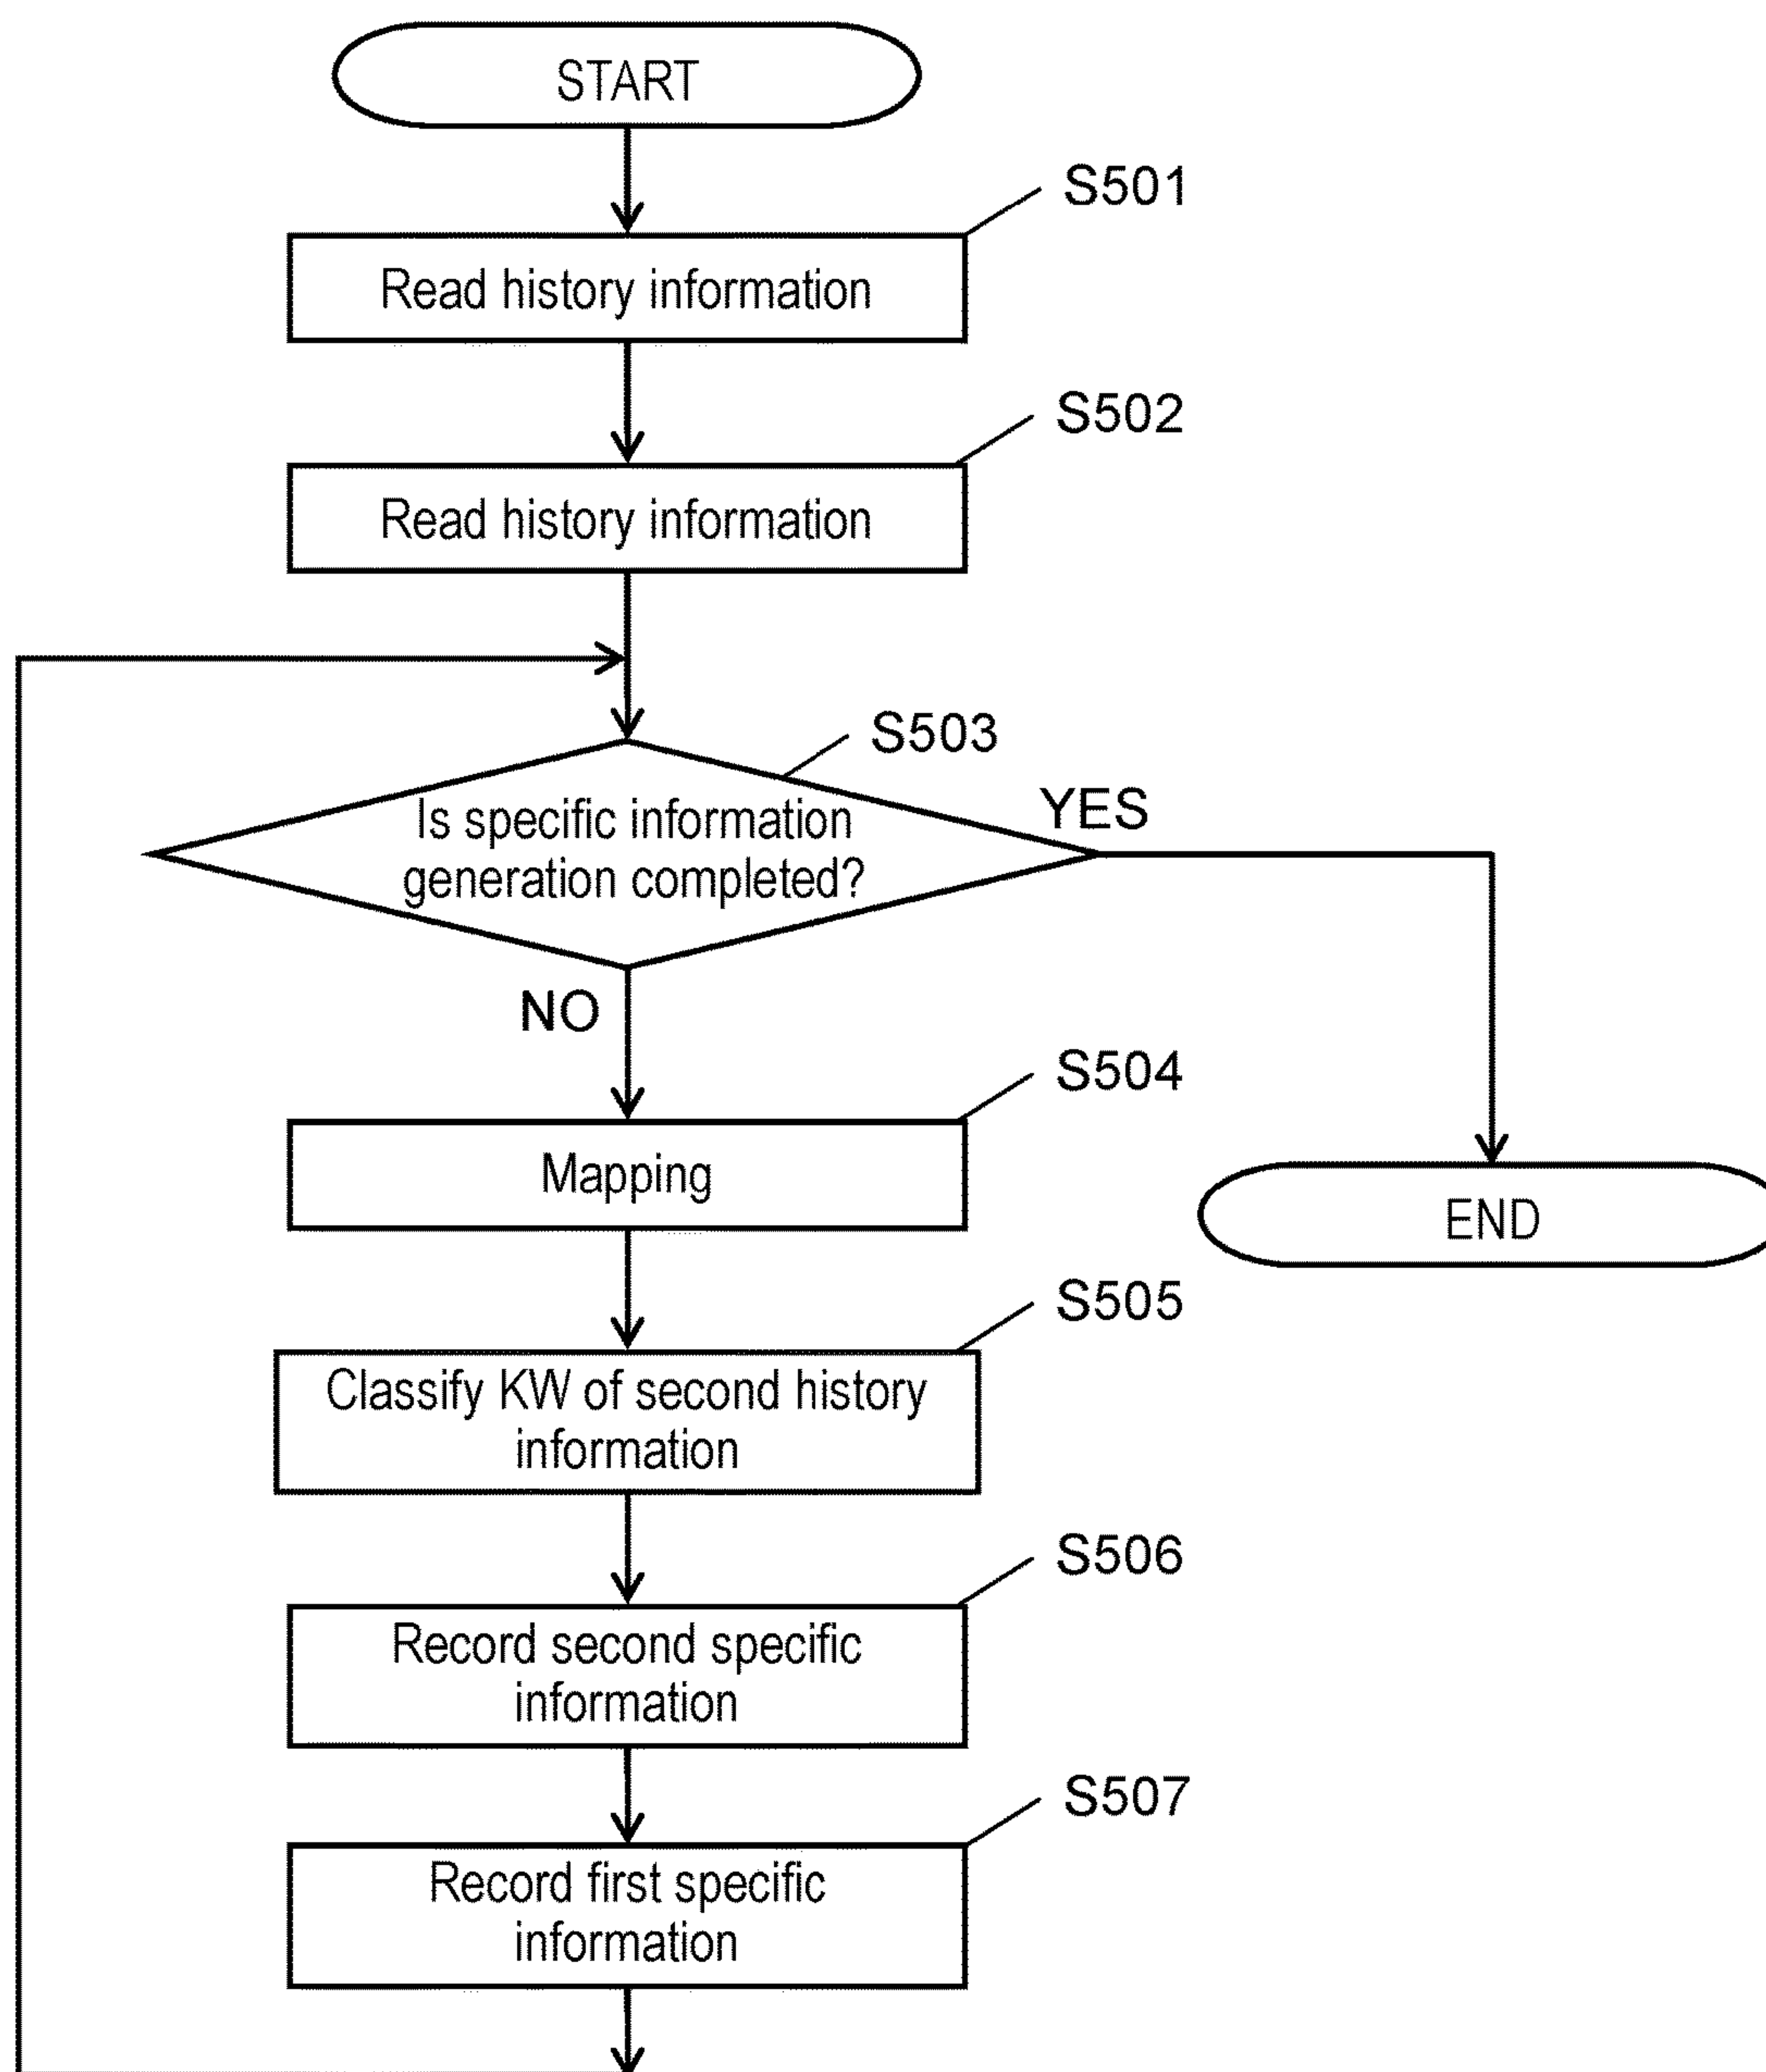 START
S501
Read history information
S502
Read history information
S503
Is specific information
generation completed?
YES
NO
S504
Mapping
END
S505
Classify KW of second history
information
S506
Record second specific
information
S507
Record first specific
information